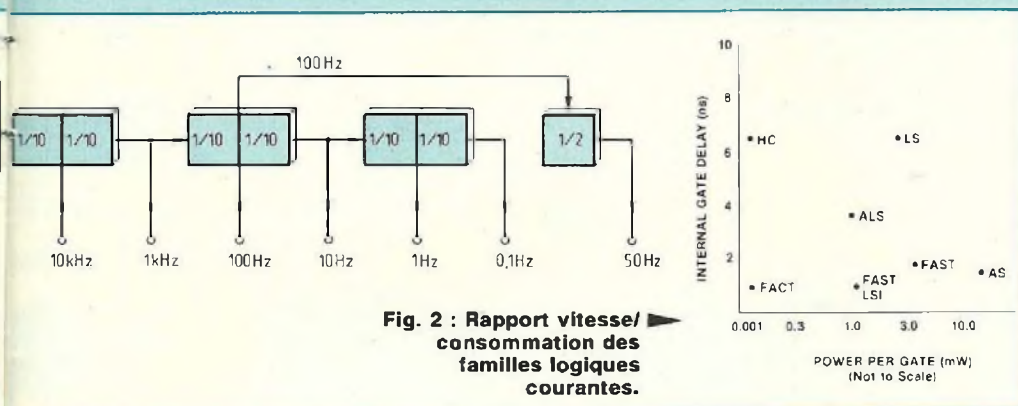 100Hz
1/10 1/10 1/10 1/10 1/10 1/10 1/2
10kHz 1kHz 100Hz 10Hz 1Hz 0,1Hz 50Hz
Fig. 2 : Rapport vitesse/
consommation des
familles logiques
courantes.
INTERNAL GATE DELAY (ns)
10
8
6
4
2
HC
LS
ALS
FAST
AS
FACT
FAST
LSI
0.001 0.3 1.0 3.0 10.0
POWER PER GATE (mW)
(Not to Scale)